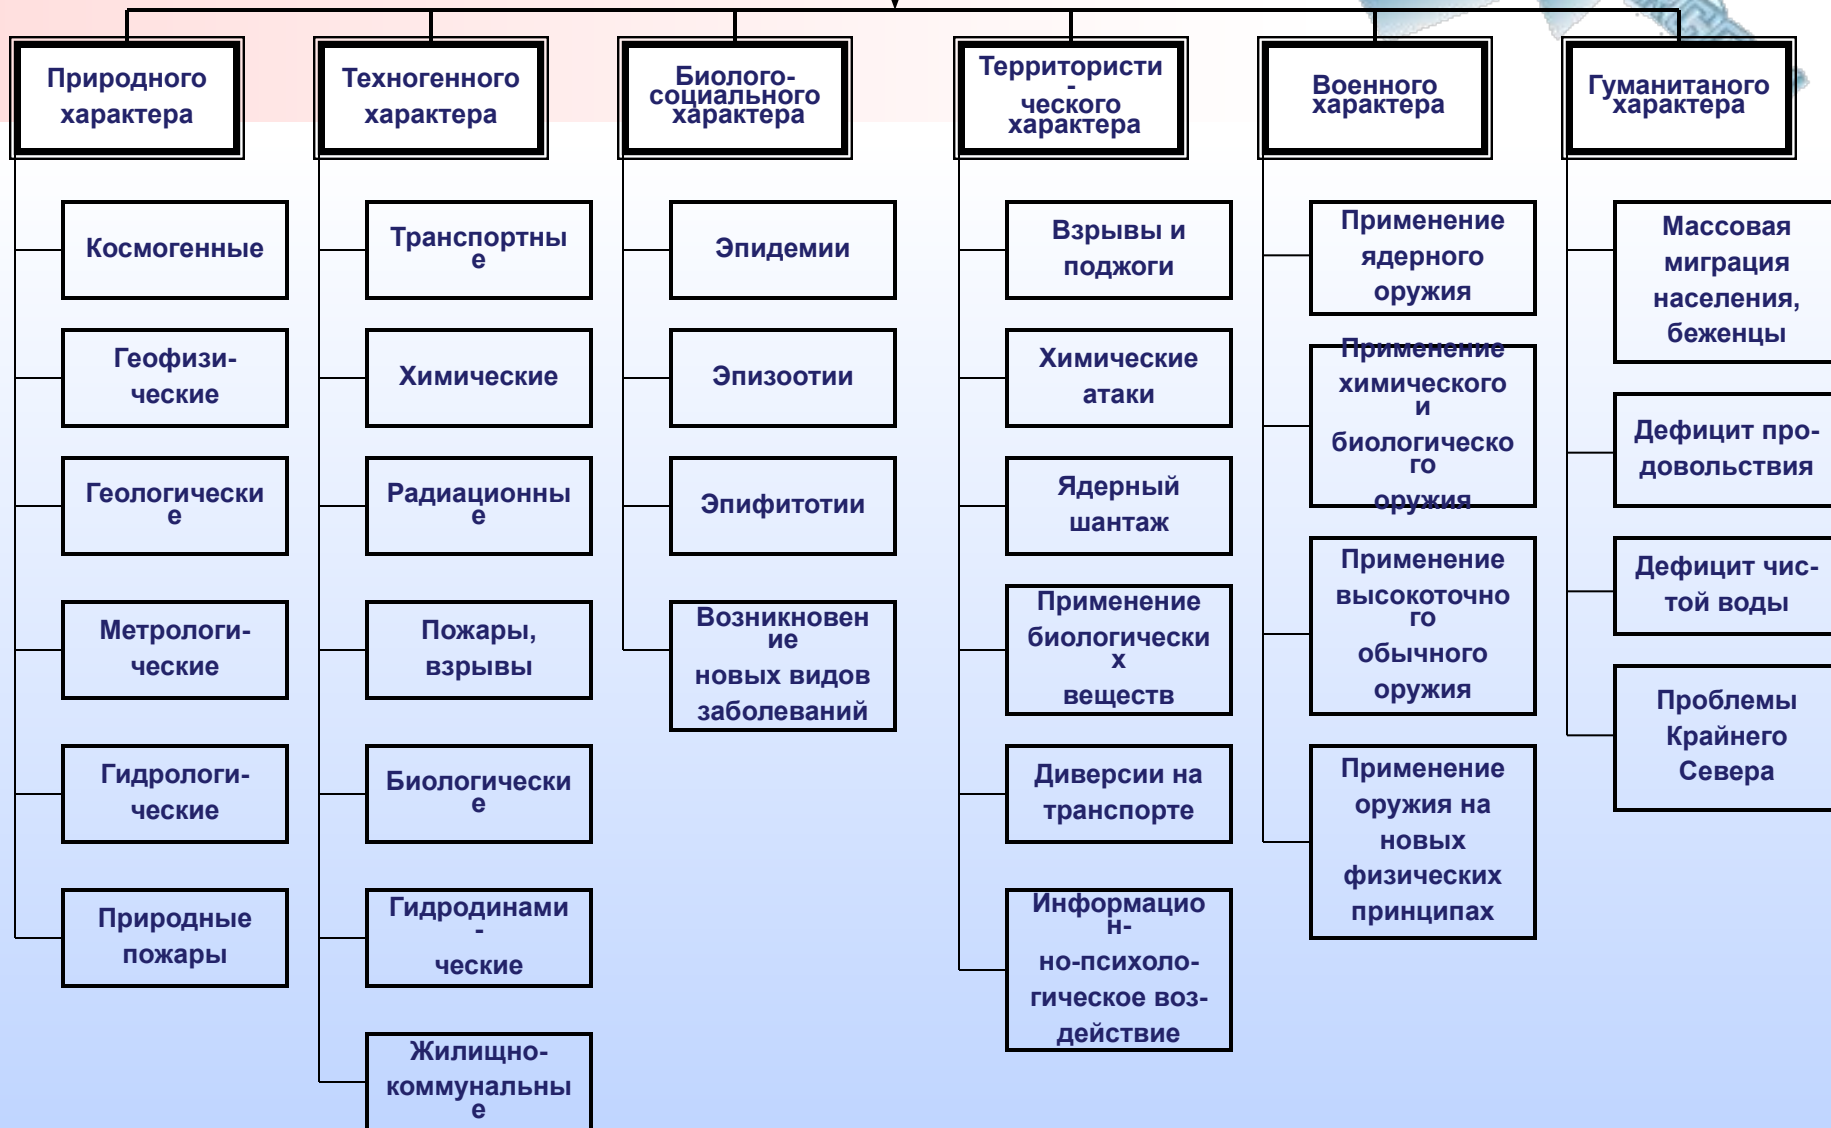 Природного
характера
Техногенного
характера
Биолого-
социального
характера
Территористи
-
ческого
характера
Военного
характера
Гуманитаного
характера
Космогенные
Геофизи-
ческие
Геологически
е
Метрологи-
ческие
Гидрологи-
ческие
Природные
пожары
Транспортны
е
Химические
Радиационны
е
Пожары,
взрывы
Биологически
е
Гидродинами
-
ческие
Жилищно-
коммунальны
е
Эпидемии
Эпизоотии
Эпифитотии
Возникновен
ие
новых видов
заболеваний
Взрывы и
поджоги
Химические
атаки
Ядерный
шантаж
Применение
биологически
х
веществ
Диверсии на
транспорте
Информацио
н-
но-психоло-
гическое воз-
действие
Применение
ядерного
оружия
Применение
химического
и
биологическо
го
оружия
Применение
высокоточно
го
обычного
оружия
Применение
оружия на
новых
физических
принципах
Массовая
миграция
населения,
беженцы
Дефицит про-
довольствия
Дефицит чис-
той воды
Проблемы
Крайнего
Севера